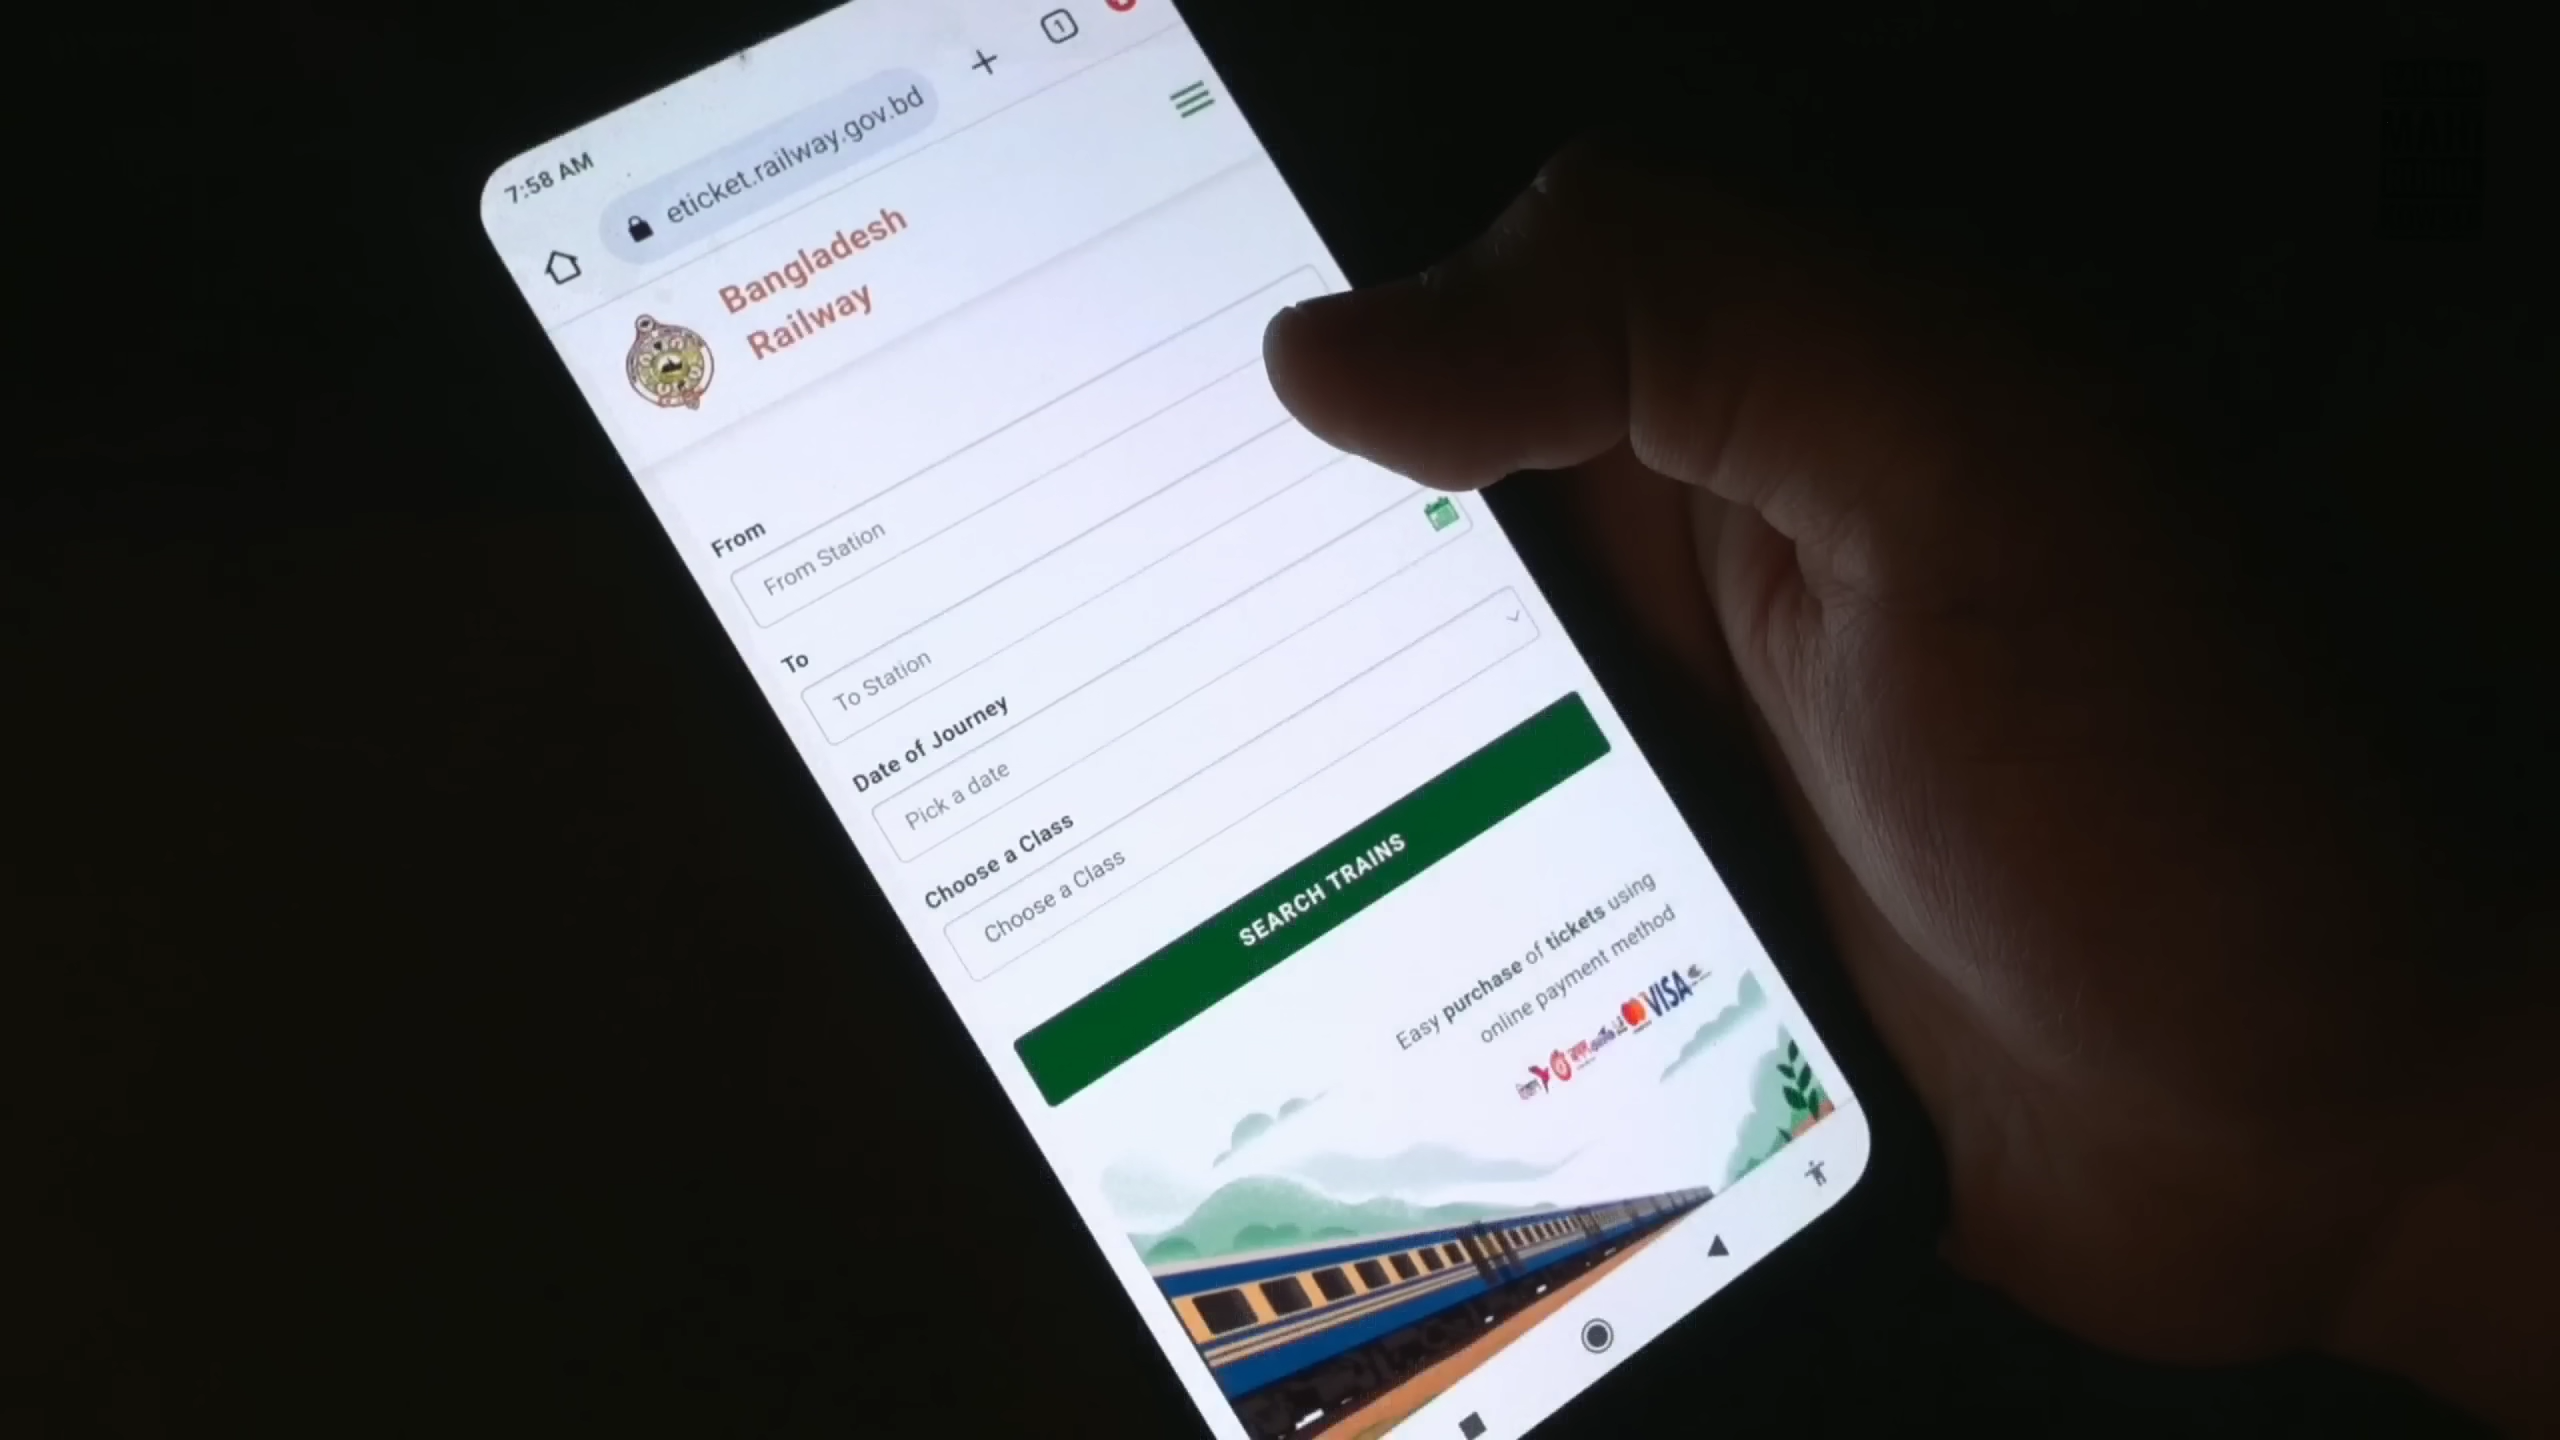 7:58 AM
eticket.railway.gov.bd
1
Bangladesh
Railway
From
From Station
To
To Station
Date of Journey
Pick a date
Choose a Class
Choose a Class
SEARCH TRAINS
Easy purchase of tickets using
online payment method
VISA